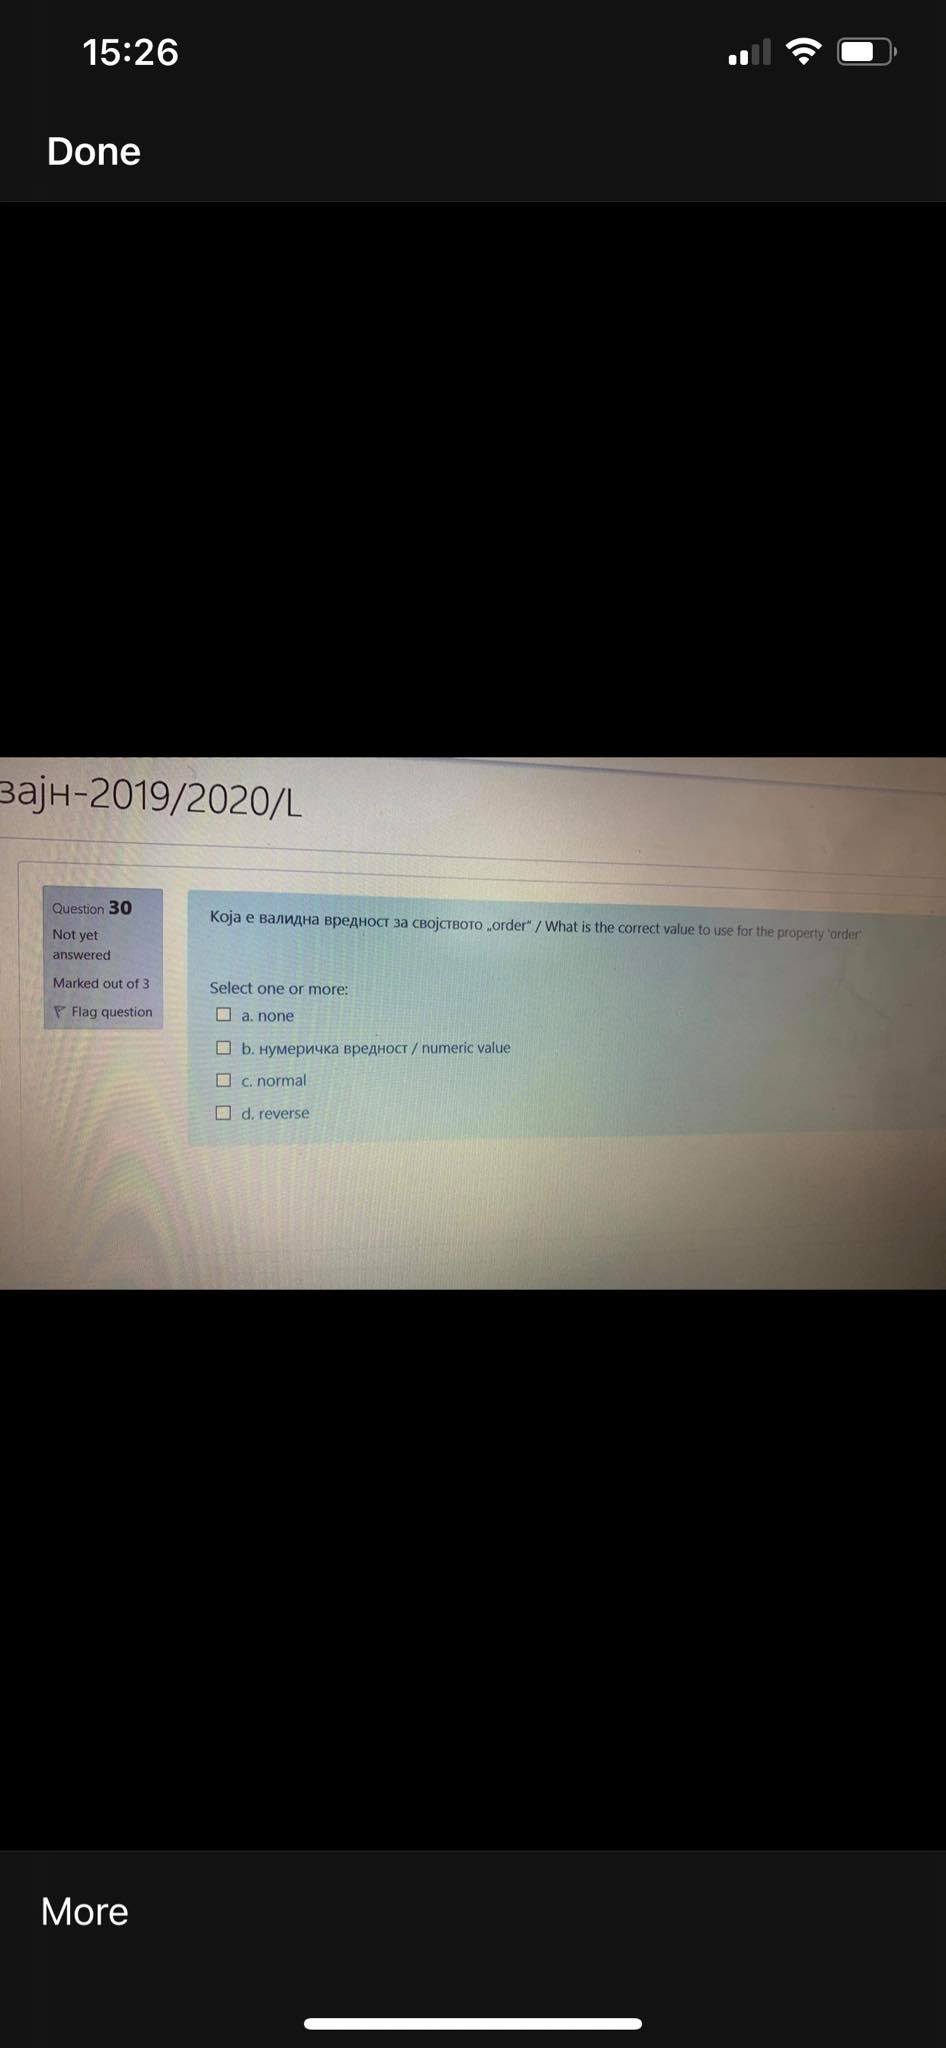 15:26
Done
зајн-2019/2020/L
Question 30
Not yet
answered
Marked out of 3
Flag question
Која е валидна вредност за својството „order“ / What is the correct value to use for the property 'order'
Select one or more:
a. none
b. нумеричка вредност / numeric value
c. normal
d. reverse
More